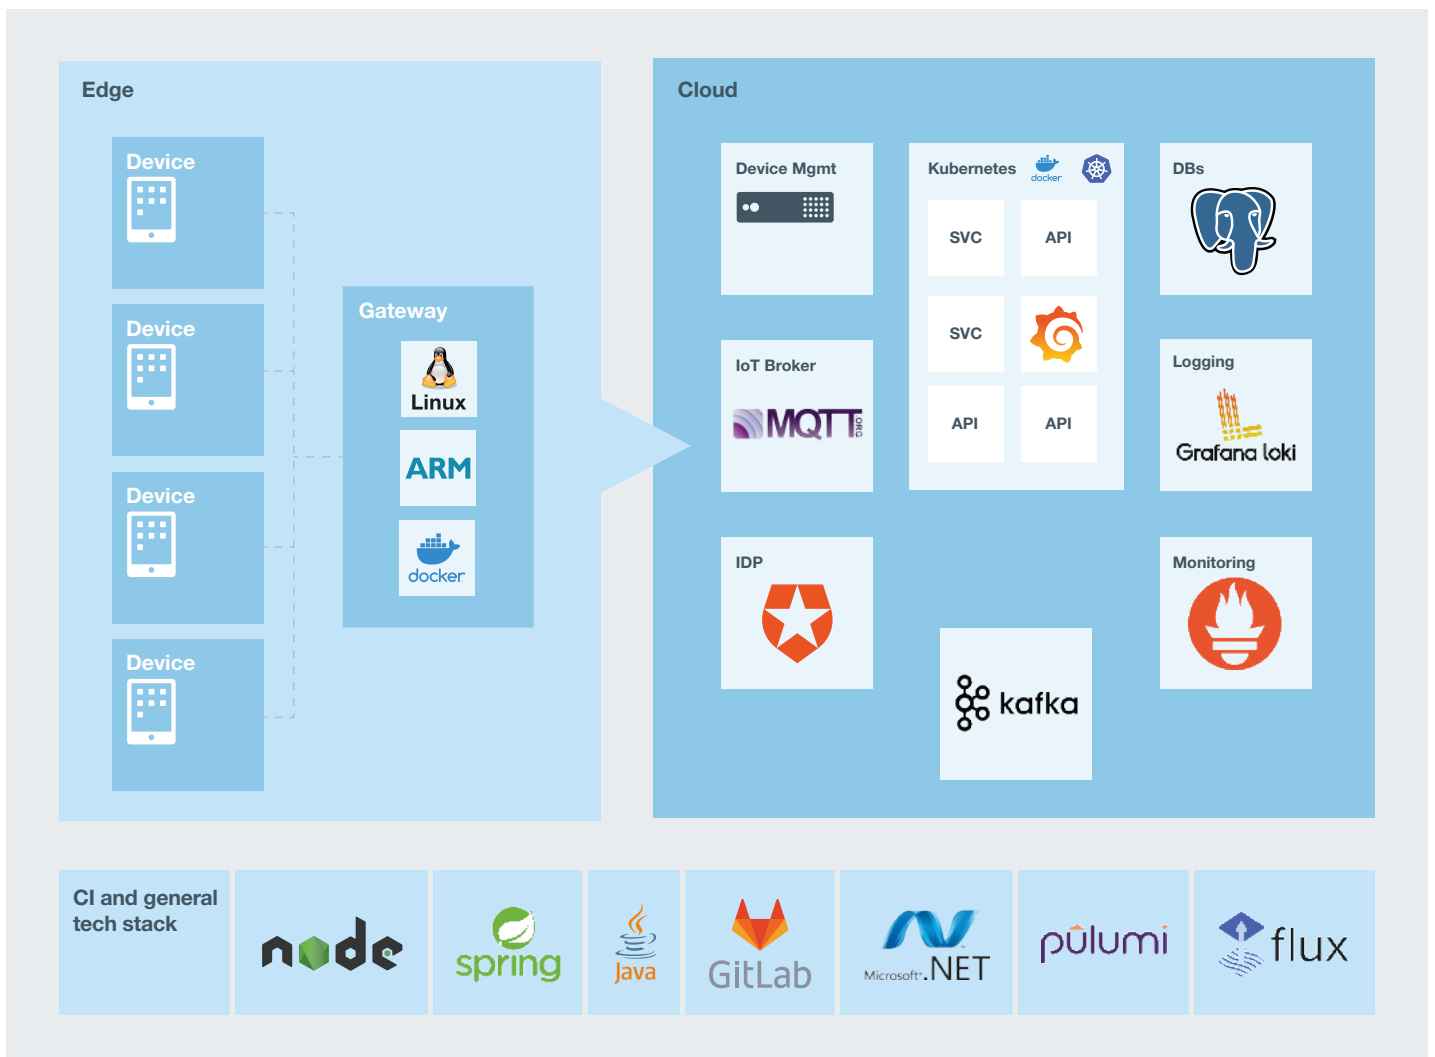 Edge
Device
Device
Device
Device
Gateway
Linux
ARM
docker
Cloud
Device Mgmt
IoT Broker
MQTT.ORG
IDP
Kubernetes
docker
SVC
API
SVC
API
API
kafka
DBs
Logging
Grafana loki
Monitoring
CI and general
tech stack
node
spring
Java
GitLab
Microsoft .NET
pulumi
flux